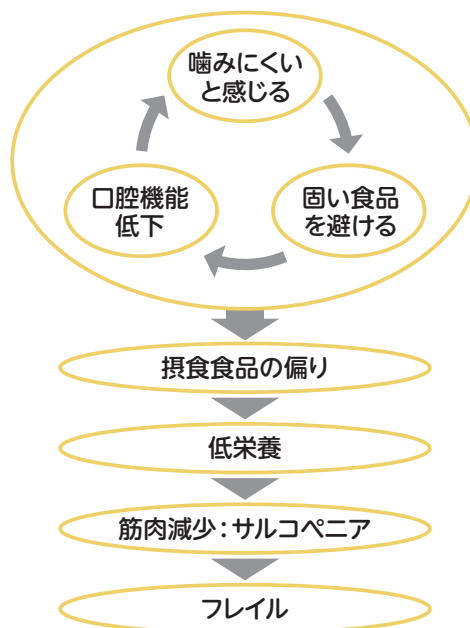 噛みにくい
と感じる
口腔機能
低下
固い食品
を避ける
摂食食品の偏り
低栄養
筋肉減少：サルコペニア
フレイル